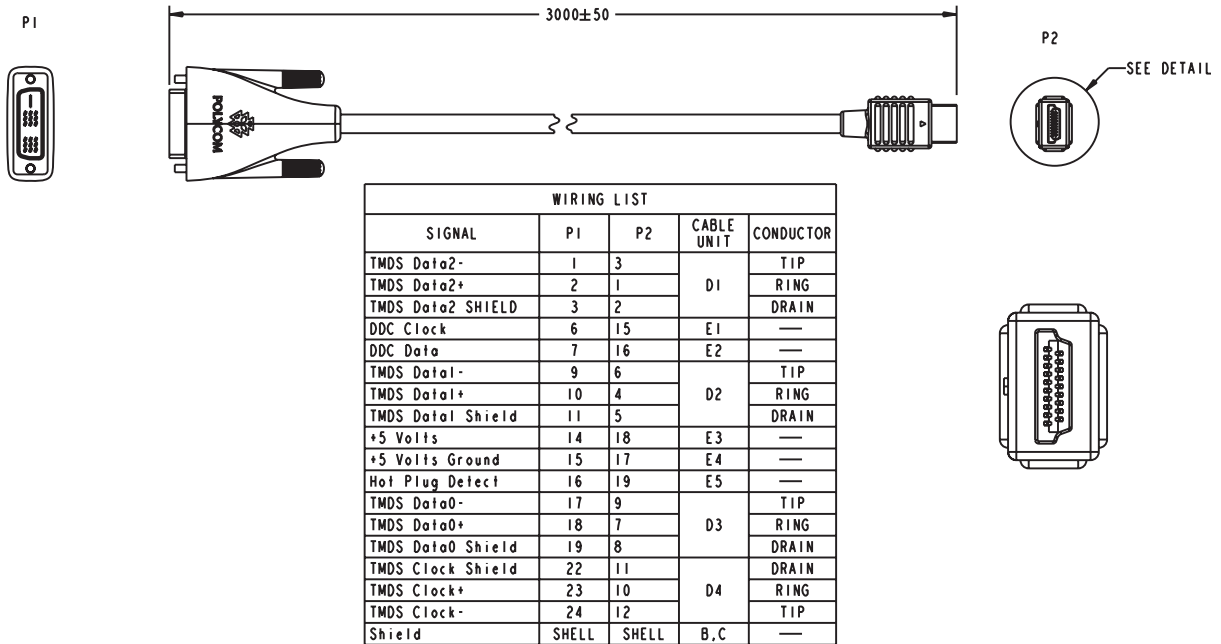 P1
3000±50
P2
SEE DETAIL
POLYCOM
WIRING LIST
SIGNAL P1 P2 CABLE UNIT CONDUCTOR
TMDS Data2- 1 3 D1 TIP
TMDS Data2+ 2 1 RING
TMDS Data2 SHIELD 3 2 DRAIN
DDC Clock 6 15 E1 —
DDC Data 7 16 E2 —
TMDS Data1- 9 6 D2 TIP
TMDS Data1+ 10 4 RING
TMDS Data1 Shield 11 5 DRAIN
+5 Volts 14 18 E3 —
+5 Volts Ground 15 17 E4 —
Hot Plug Detect 16 19 E5 —
TMDS Data0- 17 9 D3 TIP
TMDS Data0+ 18 7 RING
TMDS Data0 Shield 19 8 DRAIN
TMDS Clock Shield 22 11 D4 DRAIN
TMDS Clock+ 23 10 RING
TMDS Clock- 24 12 TIP
Shield SHELL SHELL B,C —